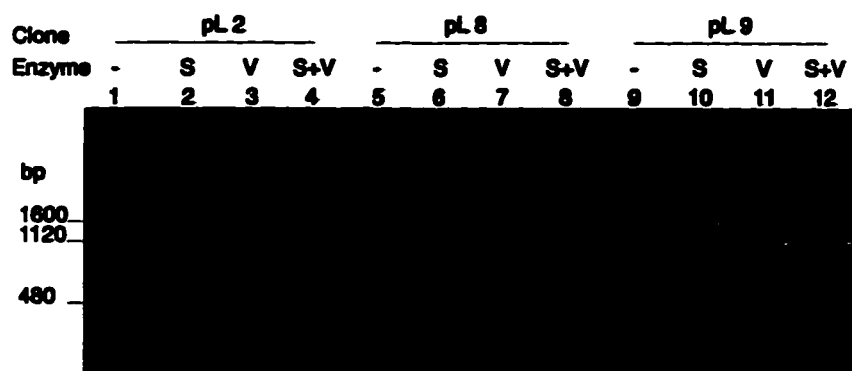 Clone pL 2 pL 8 pL 9
Enzyme - S V S+V - S V S+V - S V S+V
1 2 3 4 5 6 7 8 9 10 11 12
bp
1600
1120
480